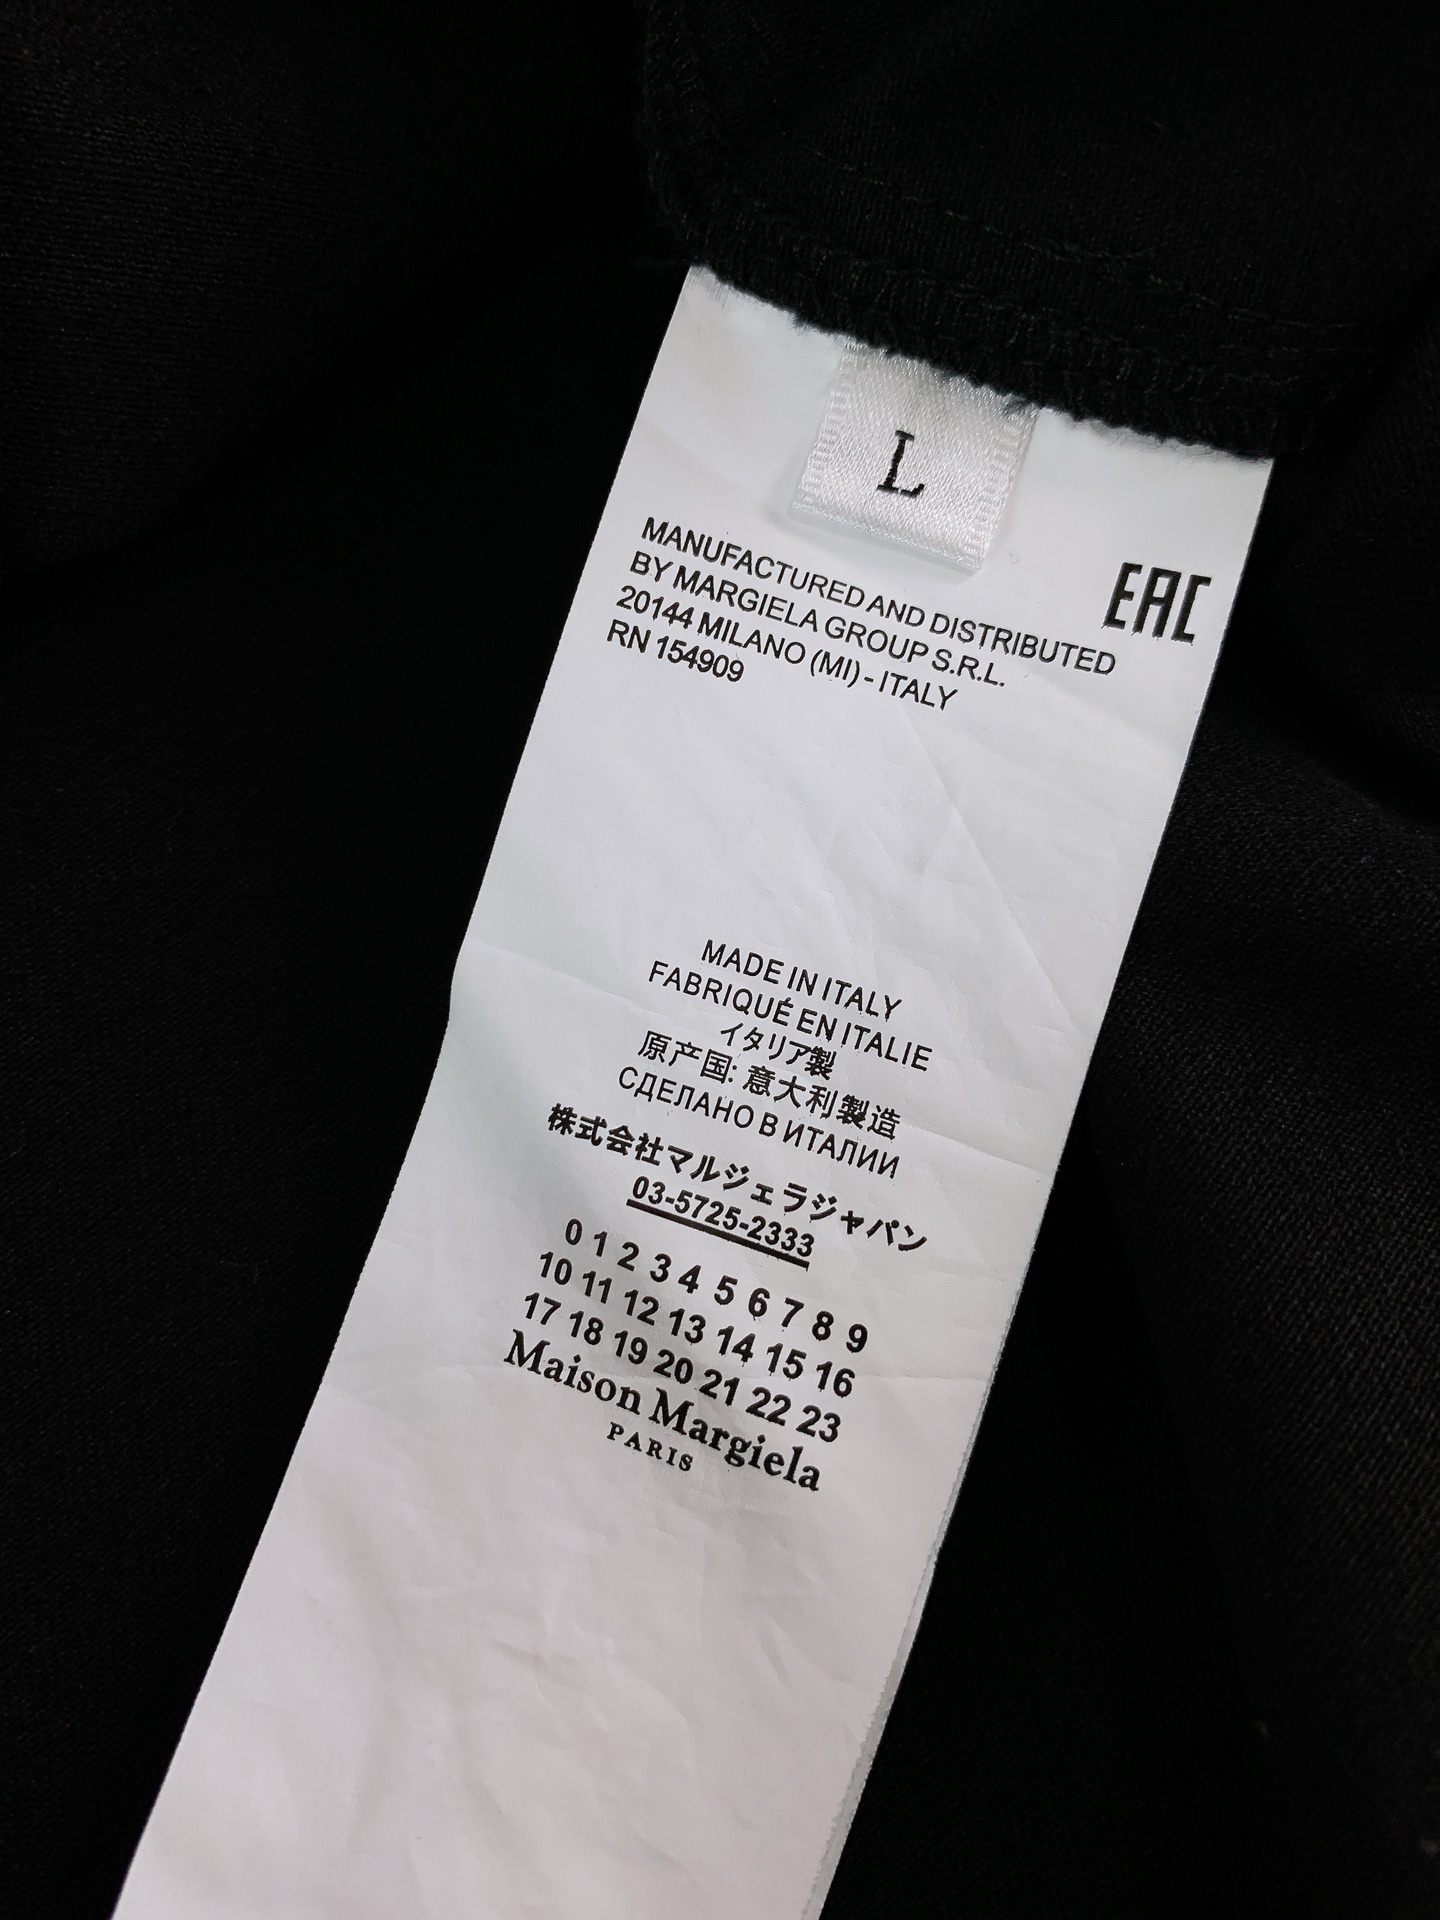 L
EAC
MANUFACTURED AND DISTRIBUTED
BY MARGIELA GROUP S.R.L.
20144 MILANO (MI) - ITALY
RN 154909
MADE IN ITALY
FABRIQUÉ EN ITALIE
イタリア製
原产国: 意大利製造
СДЕЛАНО В ИТАЛИИ
株式会社マルジェラジャパン
03-5725-2333
0 1 2 3 4 5 6 7 8 9
10 11 12 13 14 15 16
17 18 19 20 21 22 23
Maison Margiela
PARIS